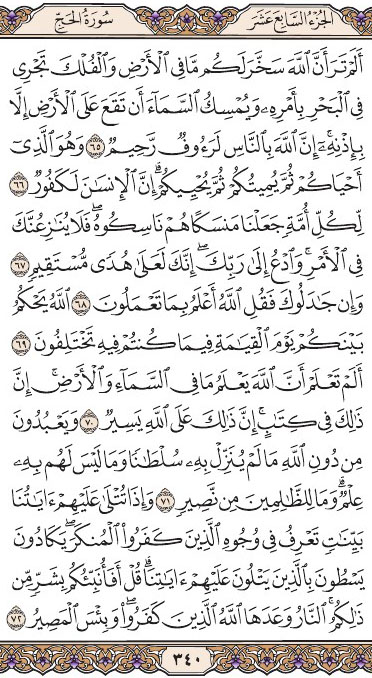 سُورَةُ الحَجِّ الجُزْءُ السَّابِعَ عَشَرَ
أَلَمْ تَرَ أَنَّ ٱللَّهَ سَخَّرَ لَكُم مَّا فِى ٱلْأَرْضِ وَٱلْفُلْكَ تَجْرِى
فِى ٱلْبَحْرِ بِأَمْرِهِۦ وَيُمْسِكُ ٱلسَّمَآءَ أَن تَقَعَ عَلَى ٱلْأَرْضِ إِلَّا
بِإِذْنِهِۦٓ ۗ إِنَّ ٱللَّهَ بِٱلنَّاسِ لَرَءُوفٌ رَّحِيمٌ ٦٥ وَهُوَ ٱلَّذِىٓ
أَحْيَاكُمْ ثُمَّ يُمِيتُكُمْ ثُمَّ يُحْيِيكُمْ ۗ إِنَّ ٱلْإِنسَٰنَ لَكَفُورٌ ٦٦
لِّكُلِّ أُمَّةٍ جَعَلْنَا مَنسَكًا هُمْ نَاسِكُوهُ ۖ فَلَا يُنَٰزِعُنَّكَ
فِى ٱلْأَمْرِ ۚ وَٱدْعُ إِلَىٰ رَبِّكَ ۖ إِنَّكَ لَعَلَىٰ هُدًى مُّسْتَقِيمٍ ٦٧
وَإِن جَٰدَلُوكَ فَقُلِ ٱللَّهُ أَعْلَمُ بِمَا تَعْمَلُونَ ٦٨ ٱللَّهُ يَحْكُمُ
بَيْنَكُمْ يَوْمَ ٱلْقِيَٰمَةِ فِيمَا كُنتُمْ فِيهِ تَخْتَلِفُونَ ٦٩
أَلَمْ تَعْلَمْ أَنَّ ٱللَّهَ يَعْلَمُ مَا فِى ٱلسَّمَآءِ وَٱلْأَرْضِ ۗ إِنَّ
ذَٰلِكَ فِى كِتَٰبٍ ۚ إِنَّ ذَٰلِكَ عَلَى ٱللَّهِ يَسِيرٌ ٧٠ وَيَعْبُدُونَ
مِن دُونِ ٱللَّهِ مَا لَمْ يُنَزِّلْ بِهِۦ سُلْطَٰنًا وَمَا لَيْسَ لَهُم بِهِۦ
عِلْمٌ ۗ وَمَا لِلظَّٰلِمِينَ مِن نَّصِيرٍ ٧١ وَإِذَا تُتْلَىٰ عَلَيْهِمْ ءَايَٰتُنَا
بَيِّنَٰتٍ تَعْرِفُ فِى وُجُوهِ ٱلَّذِينَ كَفَرُوا۟ ٱلْمُنكَرَ ۖ يَكَادُونَ
يَسْطُونَ بِٱلَّذِينَ يَتْلُونَ عَلَيْهِمْ ءَايَٰتِنَا ۗ قُلْ أَفَأُنَبِّئُكُم بِشَرٍّ مِّن
ذَٰلِكُمُ ۗ ٱلنَّارُ وَعَدَهَا ٱللَّهُ ٱلَّذِينَ كَفَرُوا۟ ۖ وَبِئْسَ ٱلْمَصِيرُ ٧٢
٣٤٠